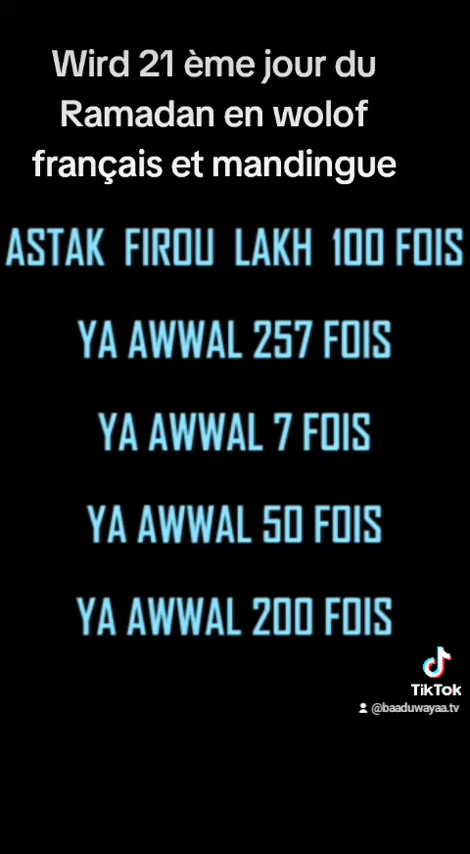 Wird 21 ème jour du
Ramadan en wolof
français et mandingue
ASTAK FIROU LAKH 100 FOIS
YA AWWAL 257 FOIS
YA AWWAL 7 FOIS
YA AWWAL 50 FOIS
YA AWWAL 200 FOIS
TikTok
@baaduwayaa.tv